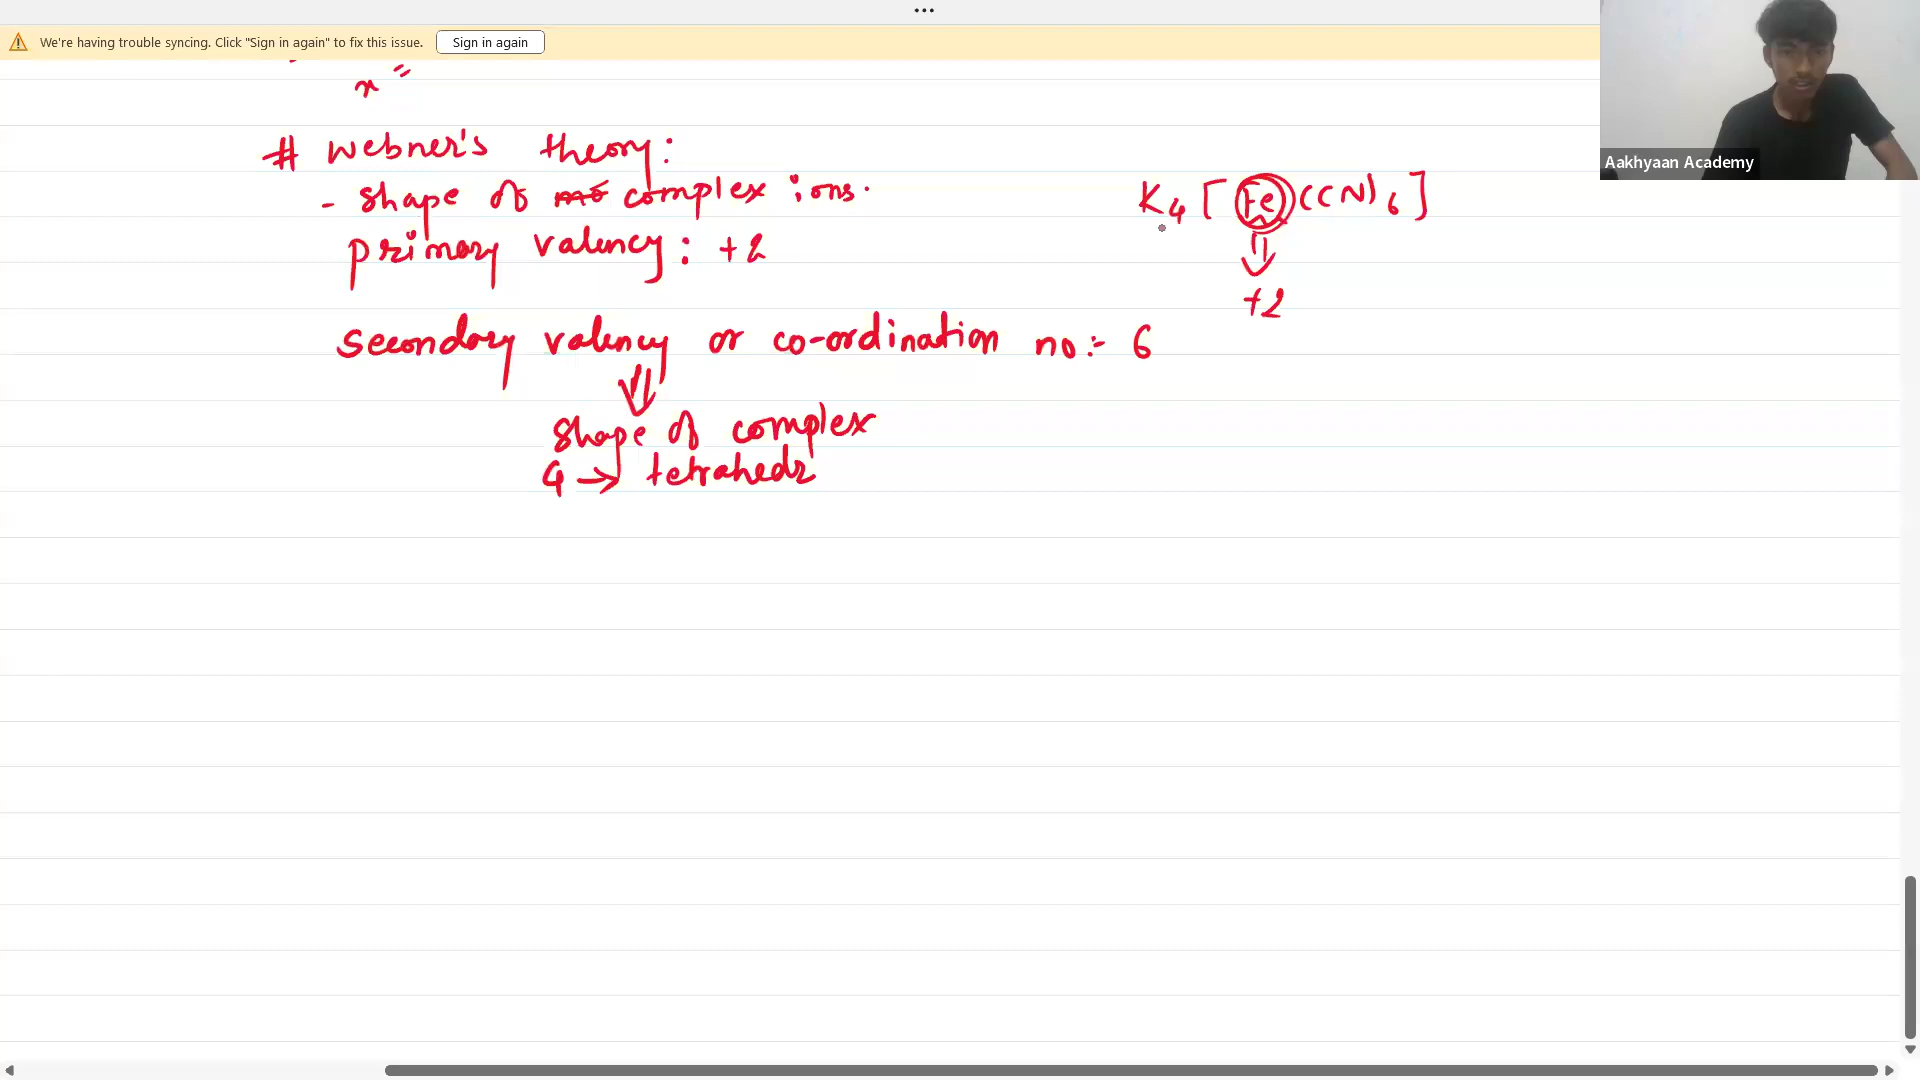 •••
We're having trouble syncing. Click "Sign in again" to fix this issue. Sign in again
x =
# Webner's theory:
- shape of mo complex ions.
primary valency: +2
K4 [Fe(CN)6]
+2
Secondary valency or co-ordination no:- 6
shape of complex
4 → tetrahedr
Aakhyaan Academy